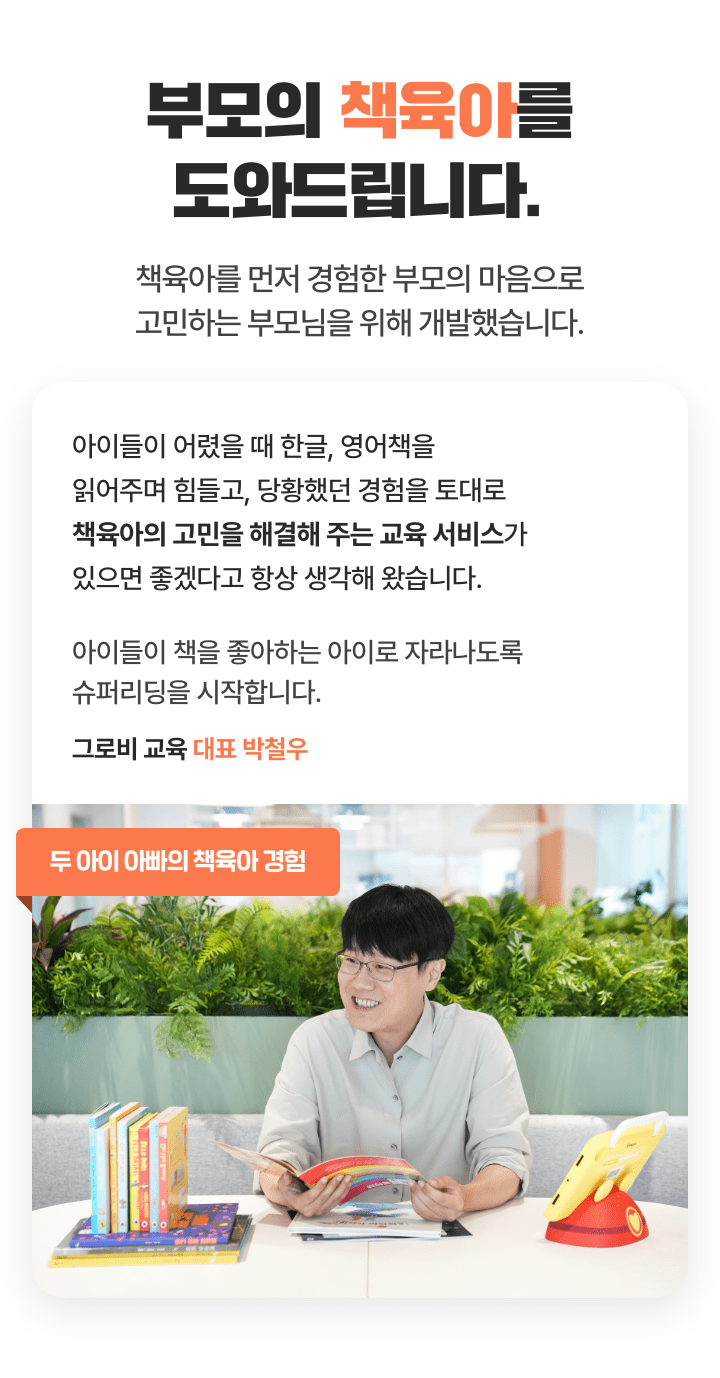 부모의 책육아를
도와드립니다.
책육아를 먼저 경험한 부모의 마음으로
고민하는 부모님을 위해 개발했습니다.
아이들이 어렸을 때 한글, 영어책을
읽어주며 힘들고, 당황했던 경험을 토대로
책육아의 고민을 해결해 주는 교육 서비스가
있으면 좋겠다고 항상 생각해 왔습니다.
아이들이 책을 좋아하는 아이로 자라나도록
슈퍼리딩을 시작합니다.
그로비 교육 대표 박철우
두 아이 아빠의 책육아 경험